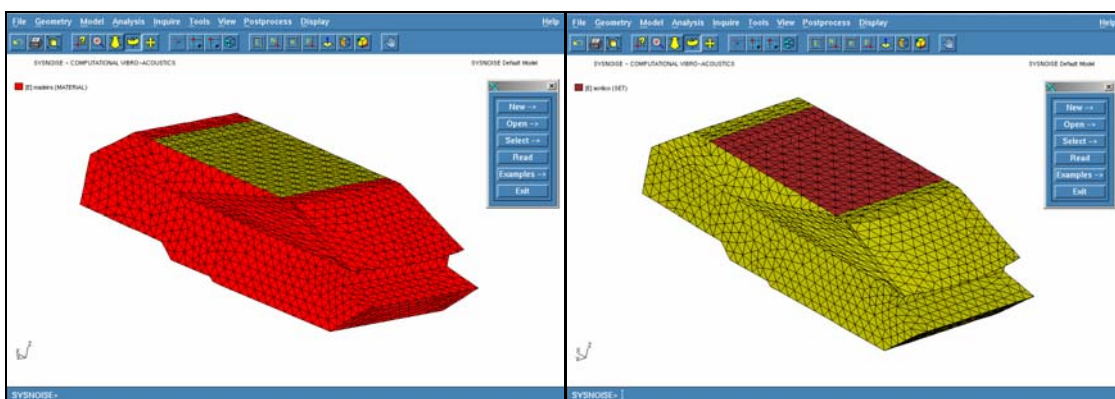 File Geometry Model Analysis Inquire Tools View Postprocess Display Help
SYSNOISE - COMPUTATIONAL VIBRO-ACOUSTICS
SYSNOISE Default Model
(MATERIAL)
New ->
Open ->
Select ->
Read
Examples ->
Exit
Z
SYSNOISE>
File Geometry Model Analysis Inquire Tools View Postprocess Display Help
SYSNOISE - COMPUTATIONAL VIBRO-ACOUSTICS
SYSNOISE Default Model
(SET)
New ->
Open ->
Select ->
Read
Examples ->
Exit
Z
SYSNOISE>